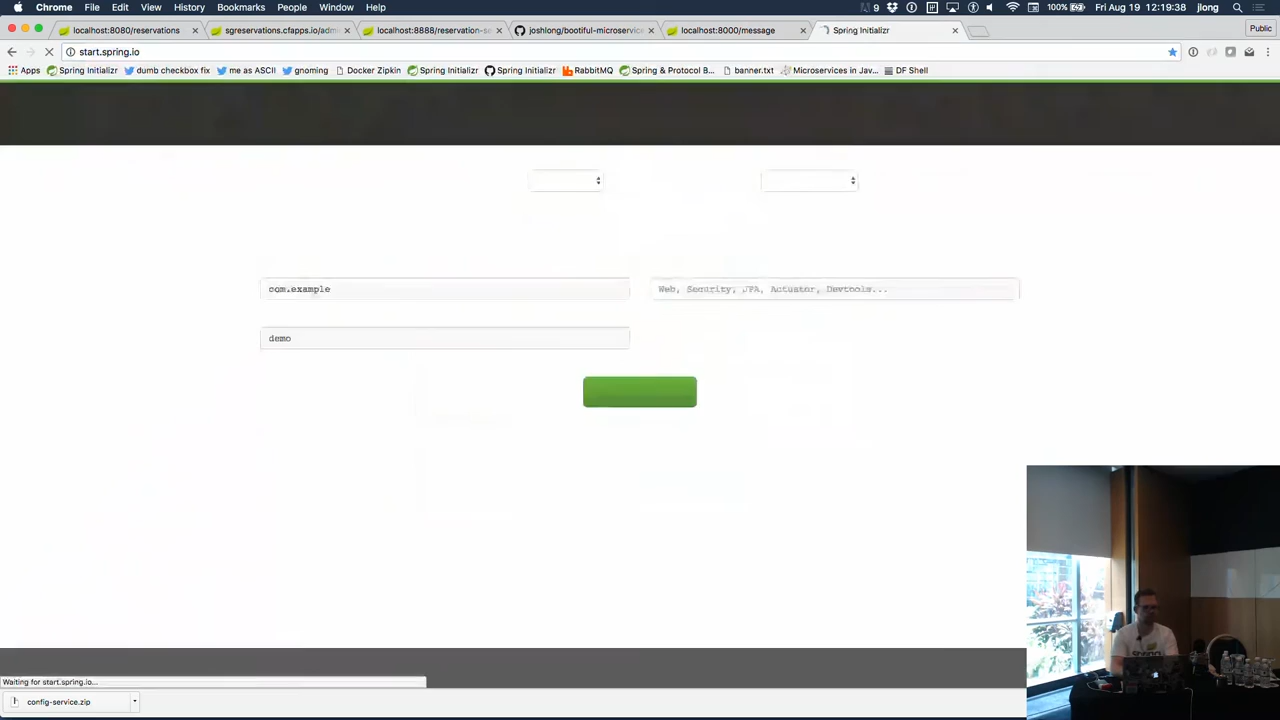 Chrome File Edit View History Bookmarks People Window Help 9 100% Fri Aug 19 12:19:38 jlong
localhost:8080/reservations sgreservations.cfapps.io/adm localhost:8888/reservation-se joshlong/bootiful-microservice localhost:8000/message Spring Initializr Public
start.spring.io
Apps Spring Initializr dumb checkbox fix me as ASCII gnoming Docker Zipkin Spring Initializr Spring Initializr RabbitMQ Spring & Protocol B... banner.txt Microservices in Jav... DF Shell
com.example Web, Security, JPA, Actuator, Devtools...
demo
spring
Waiting for start.spring.io...
config-service.zip